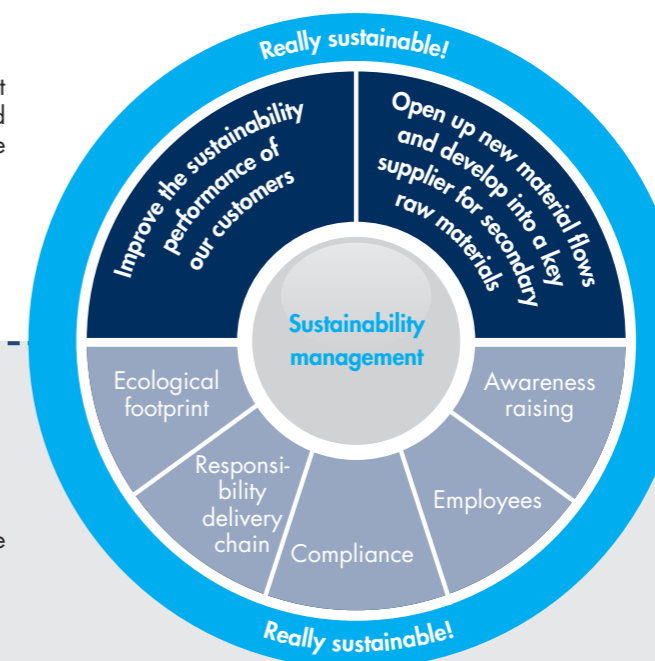 Really sustainable!
t
d
e
Improve the sustainability
performance of
our customers
Open up new material flows
and develop into a key
supplier for secondary
raw materials
Sustainability
management
Ecological
footprint
Awareness
raising
Responsi-
bility
delivery
chain
Employees
Compliance
e
Really sustainable!